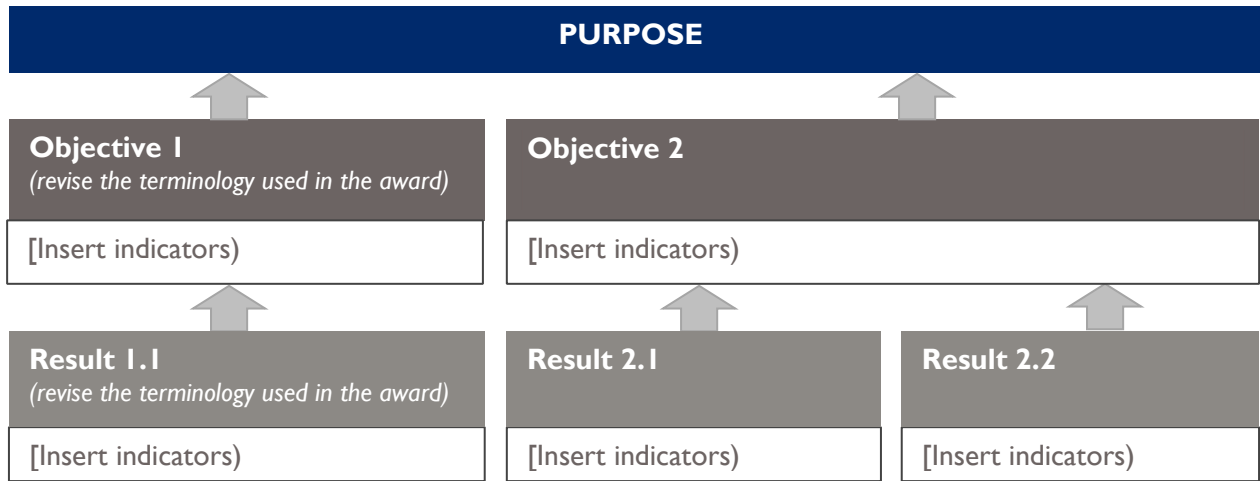 PURPOSE
Objective 1
(revise the terminology used in the award)
[Insert indicators)
Objective 2
[Insert indicators)
Result 1.1
(revise the terminology used in the award)
[Insert indicators)
Result 2.1
[Insert indicators)
Result 2.2
[Insert indicators)